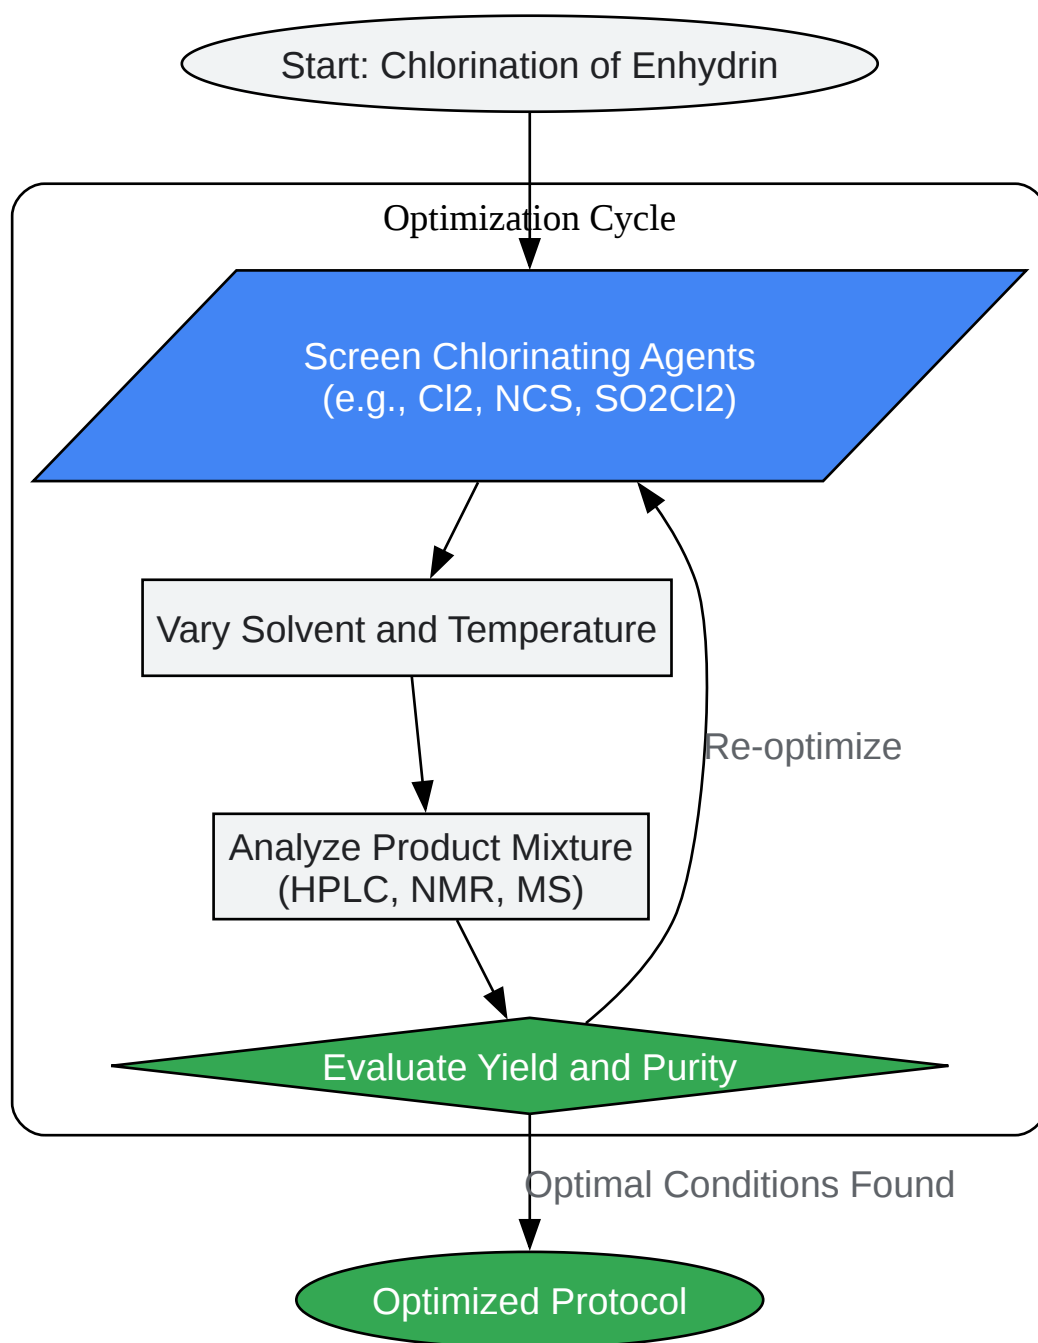 Start: Chlorination of Enhydrin
Optimization Cycle
Screen Chlorinating Agents
(e.g., Cl2, NCS, SO2Cl2)
Vary Solvent and Temperature
Re-optimize
Analyze Product Mixture
(HPLC, NMR, MS)
Evaluate Yield and Purity
Optimal Conditions Found
Optimized Protocol